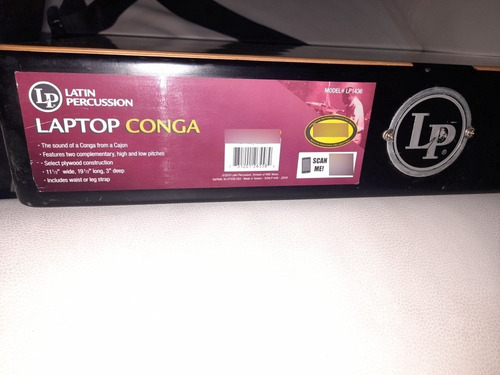 LP
LATIN
PERCUSSION
MODEL# LP1436
LAPTOP CONGA
• The sound of a Conga from a Cajon
• Features two complementary, high and low pitches
• Select plywood construction
• 11½" wide, 19½" long, 3" deep
• Includes waist or leg strap
SCAN
ME!
LP